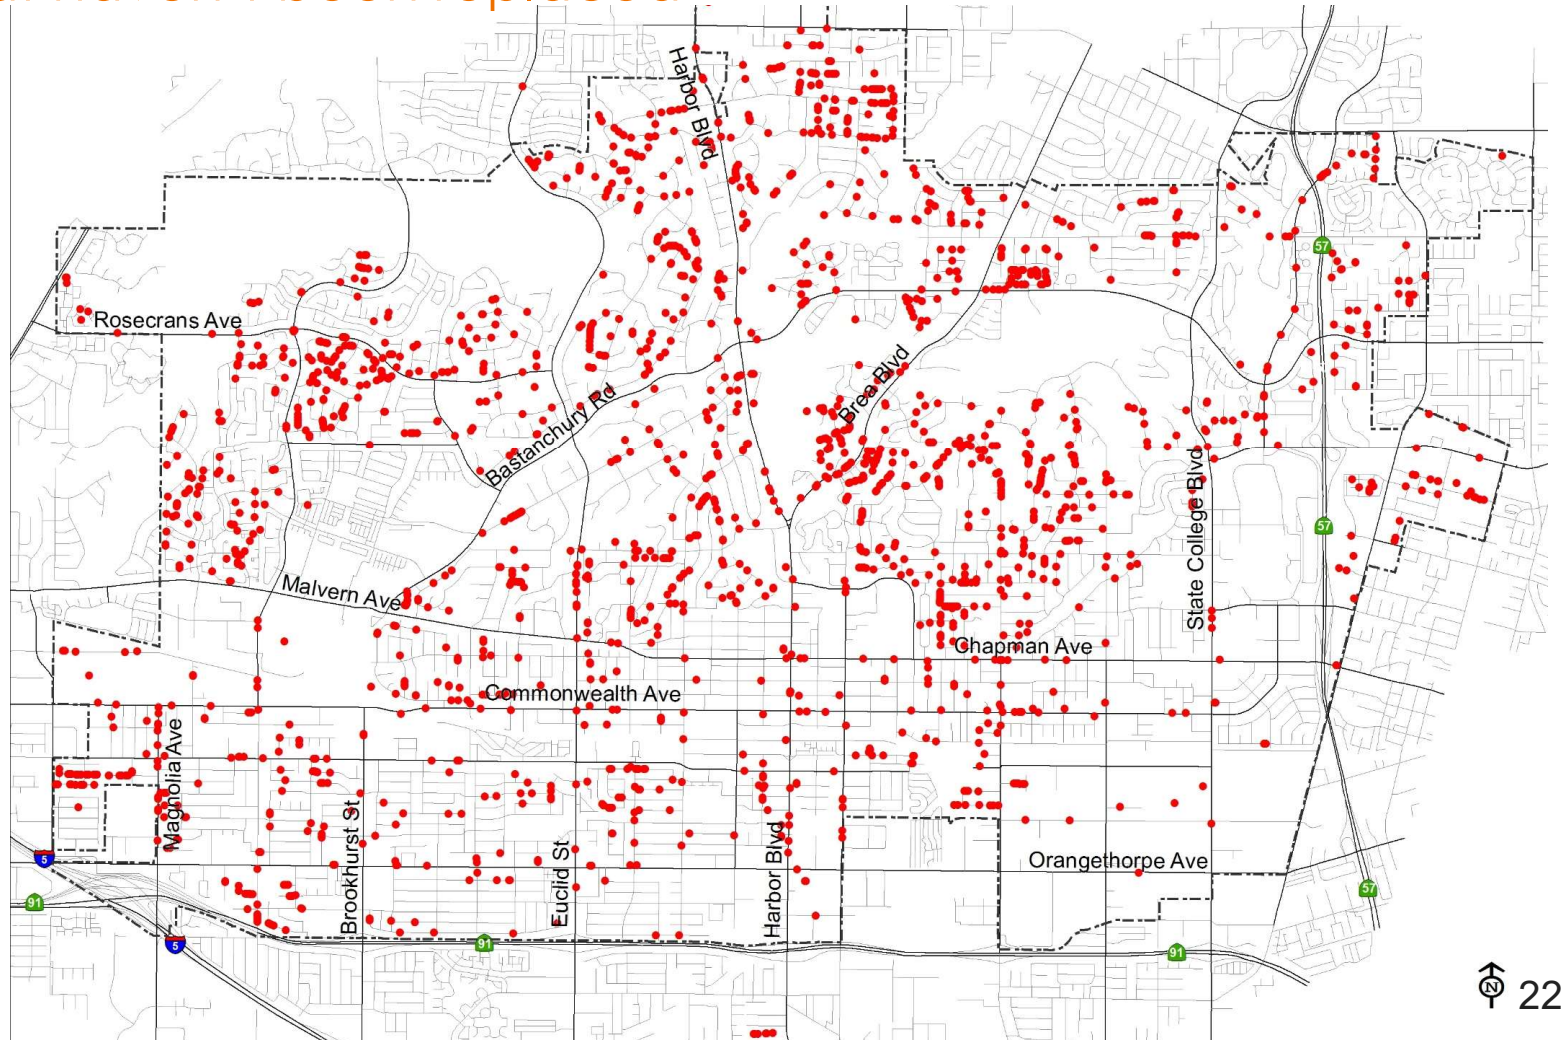 Harbor Blvd
57
Rosecrans Ave
Brea Blvd
Bastanchury Rd
State College Blvd
57
Malvern Ave
Chapman Ave
Commonwealth Ave
Magnolia Ave
Brookhurst St
Euclid St
Harbor Blvd
Orangethorpe Ave
5
57
91
5
91
91
N
22